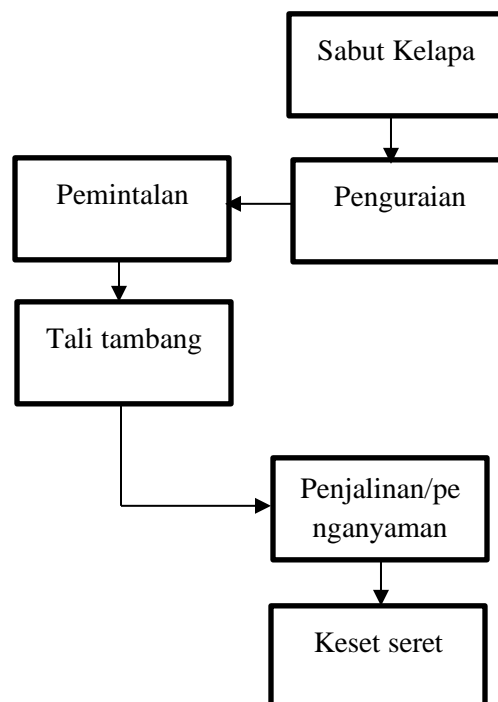 Sabut Kelapa
Pemintalan
Penguraian
Tali tambang
Penjalinan/pe
nganyaman
Keset seret